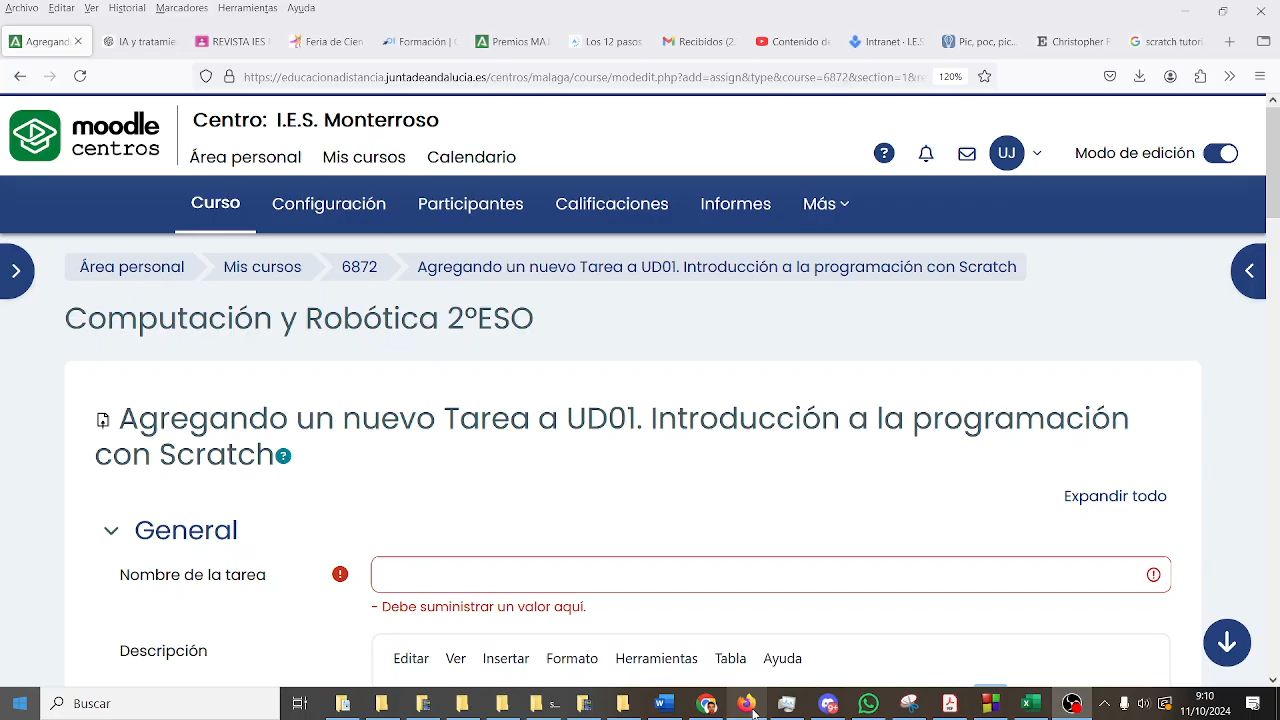 Archivo Editar Ver Historial Marcadores Herramientas Ayuda
Agregand IA y tratamie REVISTA IES Feria de Cien Formación | Premios MA Los 12 pasos Recibidos (2 Contenido de Intranet - I.E.S Pic, poc, pic... Christopher R scratch tutori
https://educacionadistancia.juntadeandalucia.es/centros/malaga/course/modedit.php?add=assign&type&course=6872&section=1&re 120%
moodle
centros
Centro: I.E.S. Monterroso
Área personal Mis cursos Calendario
? UJ Modo de edición
Curso Configuración Participantes Calificaciones Informes Más
Área personal Mis cursos 6872 Agregando un nuevo Tarea a UD01. Introducción a la programación con Scratch
Computación y Robótica 2ºESO
Agregando un nuevo Tarea a UD01. Introducción a la programación
con Scratch
Expandir todo
General
Nombre de la tarea
- Debe suministrar un valor aquí.
Descripción
Editar Ver Insertar Formato Herramientas Tabla Ayuda
Buscar
9:10
11/10/2024